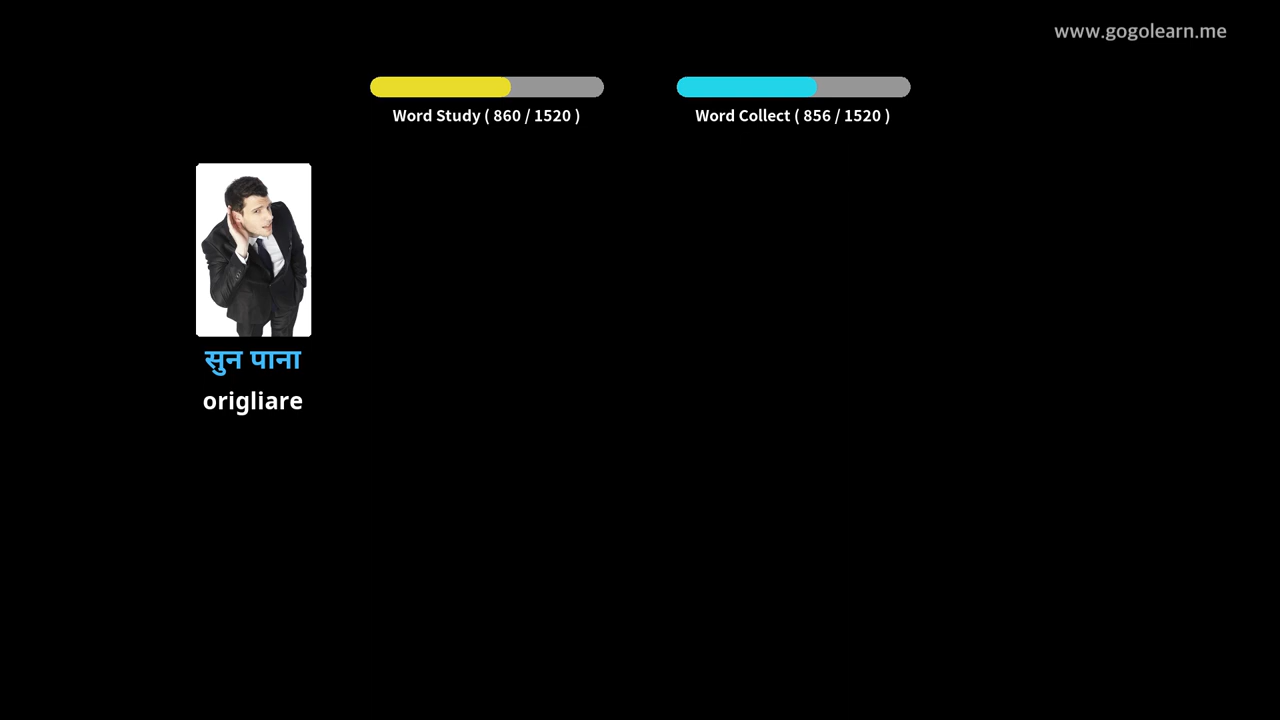 www.gogolearn.me
Word Study ( 860 / 1520 )
Word Collect ( 856 / 1520 )
सुन पाना
origliare